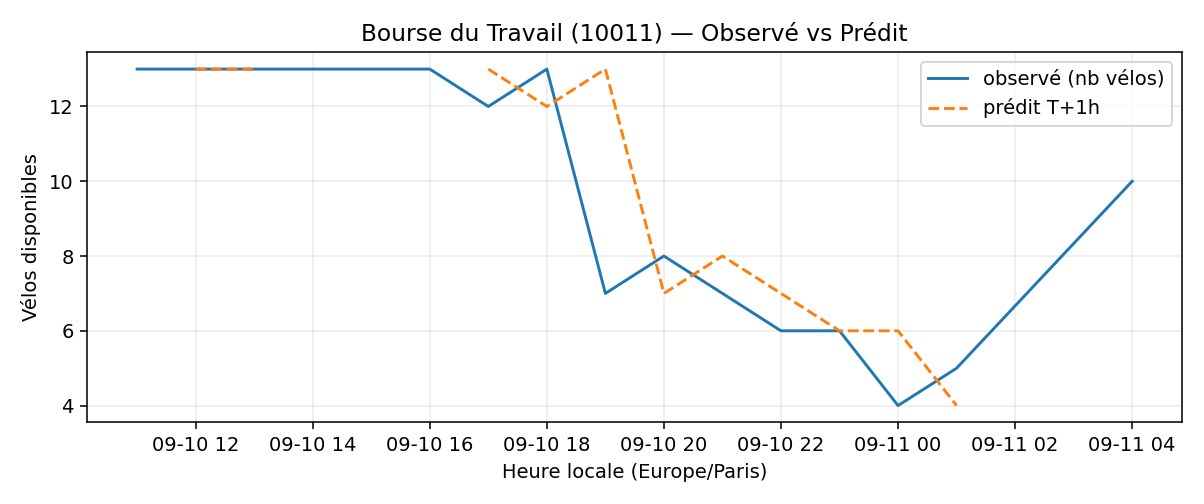 Bourse du Travail (10011) — Observé vs Prédit
observé (nb vélos)
prédit T+1h
Vélos disponibles
12
10
8
6
4
09-10 12 09-10 14 09-10 16 09-10 18 09-10 20 09-10 22 09-11 00 09-11 02 09-11 04
Heure locale (Europe/Paris)